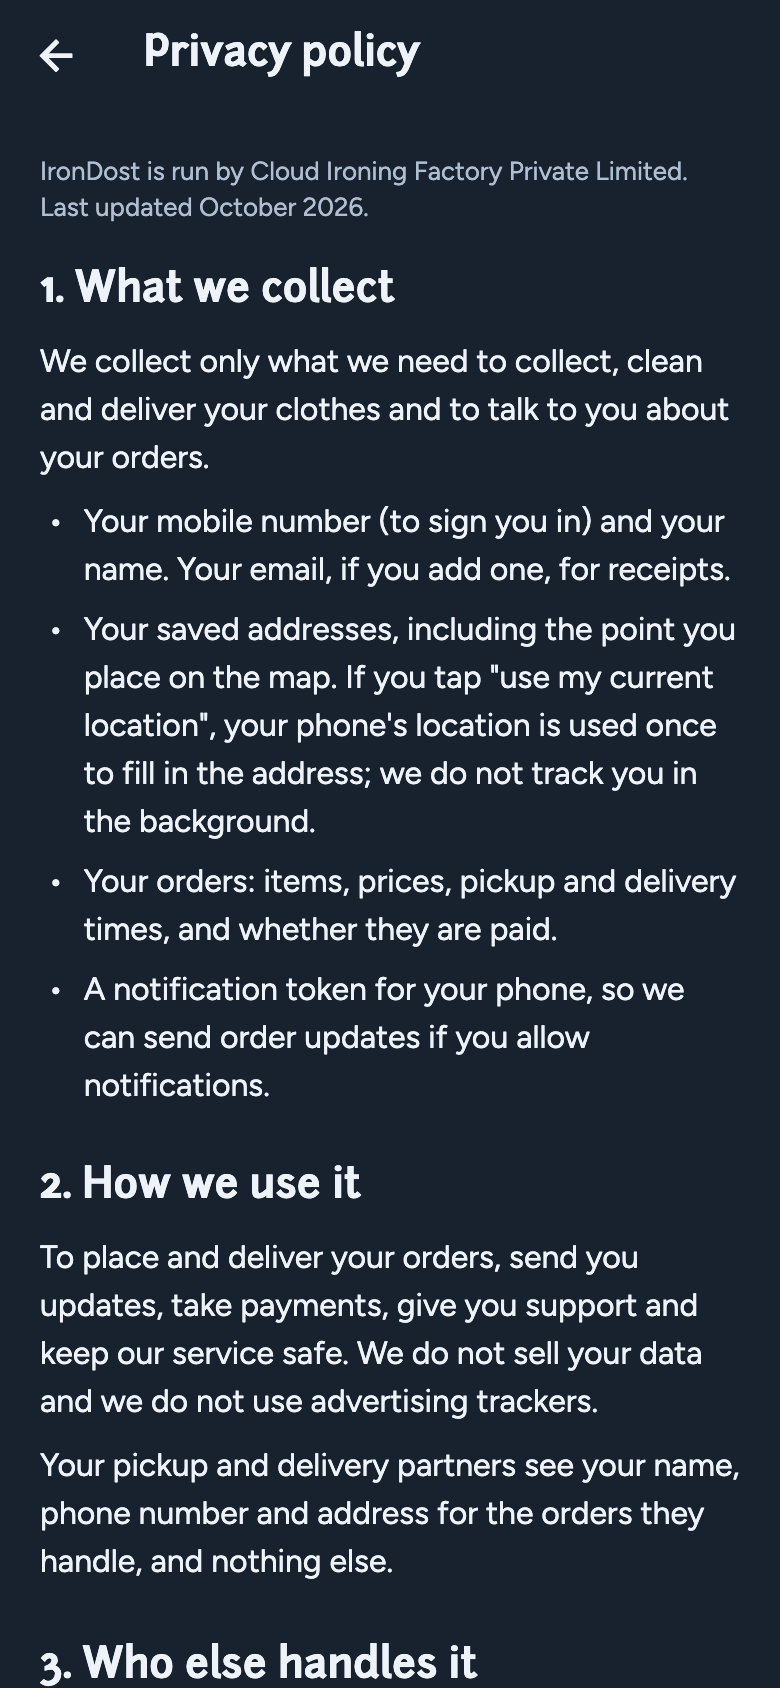 Privacy policy
IronDost is run by Cloud Ironing Factory Private Limited.
Last updated October 2026.
1. What we collect
We collect only what we need to collect, clean
and deliver your clothes and to talk to you about
your orders.
• Your mobile number (to sign you in) and your
name. Your email, if you add one, for receipts.
• Your saved addresses, including the point you
place on the map. If you tap "use my current
location", your phone's location is used once
to fill in the address; we do not track you in
the background.
• Your orders: items, prices, pickup and delivery
times, and whether they are paid.
• A notification token for your phone, so we
can send order updates if you allow
notifications.
2. How we use it
To place and deliver your orders, send you
updates, take payments, give you support and
keep our service safe. We do not sell your data
and we do not use advertising trackers.
Your pickup and delivery partners see your name,
phone number and address for the orders they
handle, and nothing else.
3. Who else handles it